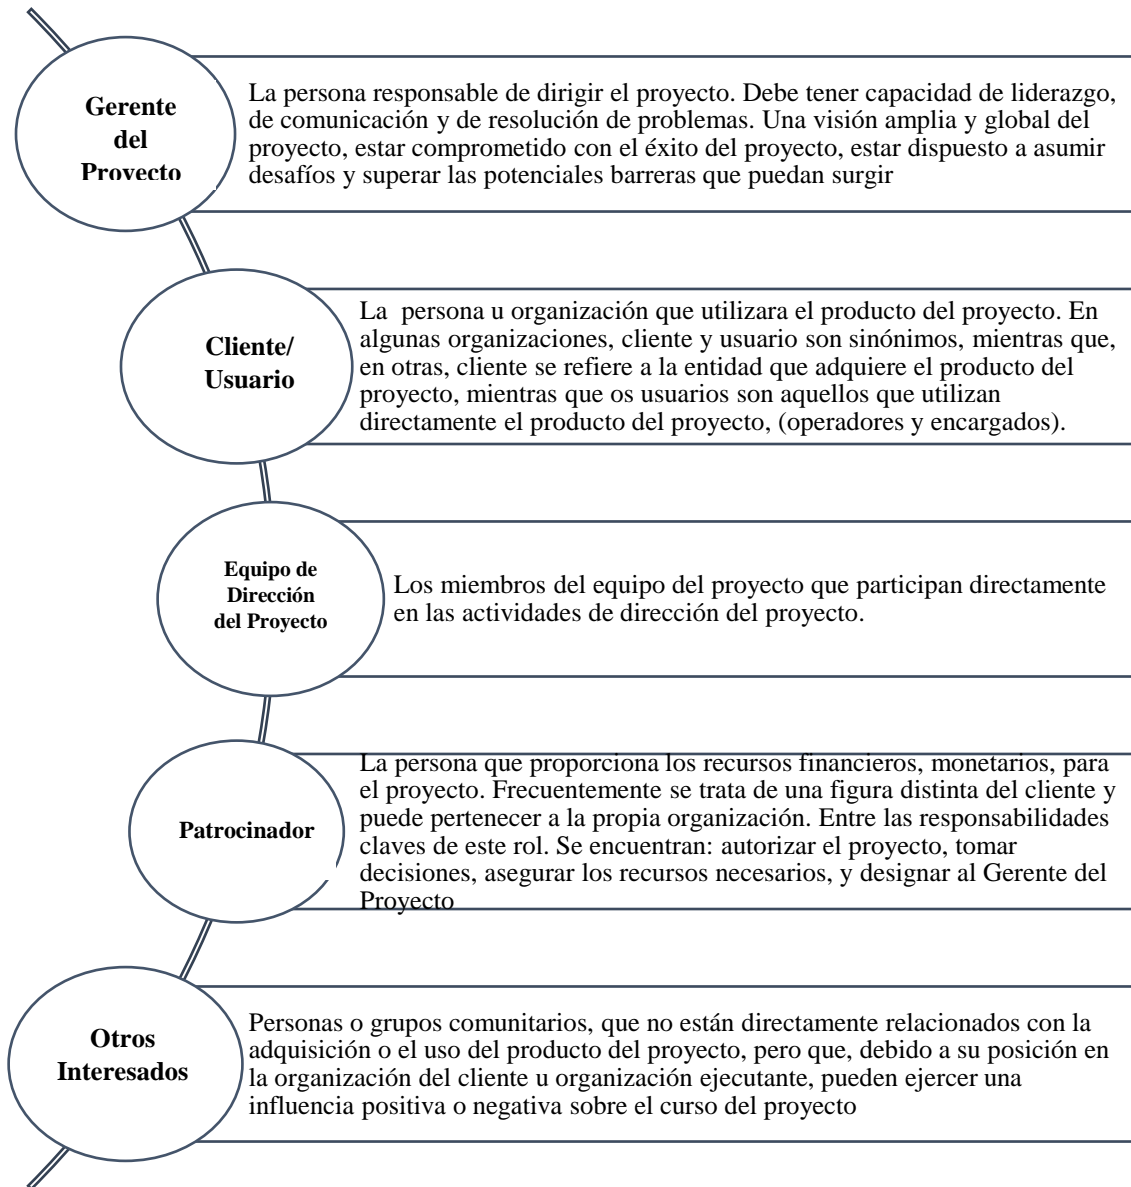 Gerente
del
Proyecto
La persona responsable de dirigir el proyecto. Debe tener capacidad de liderazgo,
de comunicación y de resolución de problemas. Una visión amplia y global del
proyecto, estar comprometido con el éxito del proyecto, estar dispuesto a asumir
desafíos y superar las potenciales barreras que puedan surgir
Cliente/
Usuario
La persona u organización que utilizara el producto del proyecto. En
algunas organizaciones, cliente y usuario son sinónimos, mientras que,
en otras, cliente se refiere a la entidad que adquiere el producto del
proyecto, mientras que os usuarios son aquellos que utilizan
directamente el producto del proyecto, (operadores y encargados).
Equipo de
Dirección
del Proyecto
Los miembros del equipo del proyecto que participan directamente
en las actividades de dirección del proyecto.
Patrocinador
La persona que proporciona los recursos financieros, monetarios, para
el proyecto. Frecuentemente se trata de una figura distinta del cliente y
puede pertenecer a la propia organización. Entre las responsabilidades
claves de este rol. Se encuentran: autorizar el proyecto, tomar
decisiones, asegurar los recursos necesarios, y designar al Gerente del
Proyecto
Otros
Interesados
Personas o grupos comunitarios, que no están directamente relacionados con la
adquisición o el uso del producto del proyecto, pero que, debido a su posición en
la organización del cliente u organización ejecutante, pueden ejercer una
influencia positiva o negativa sobre el curso del proyecto